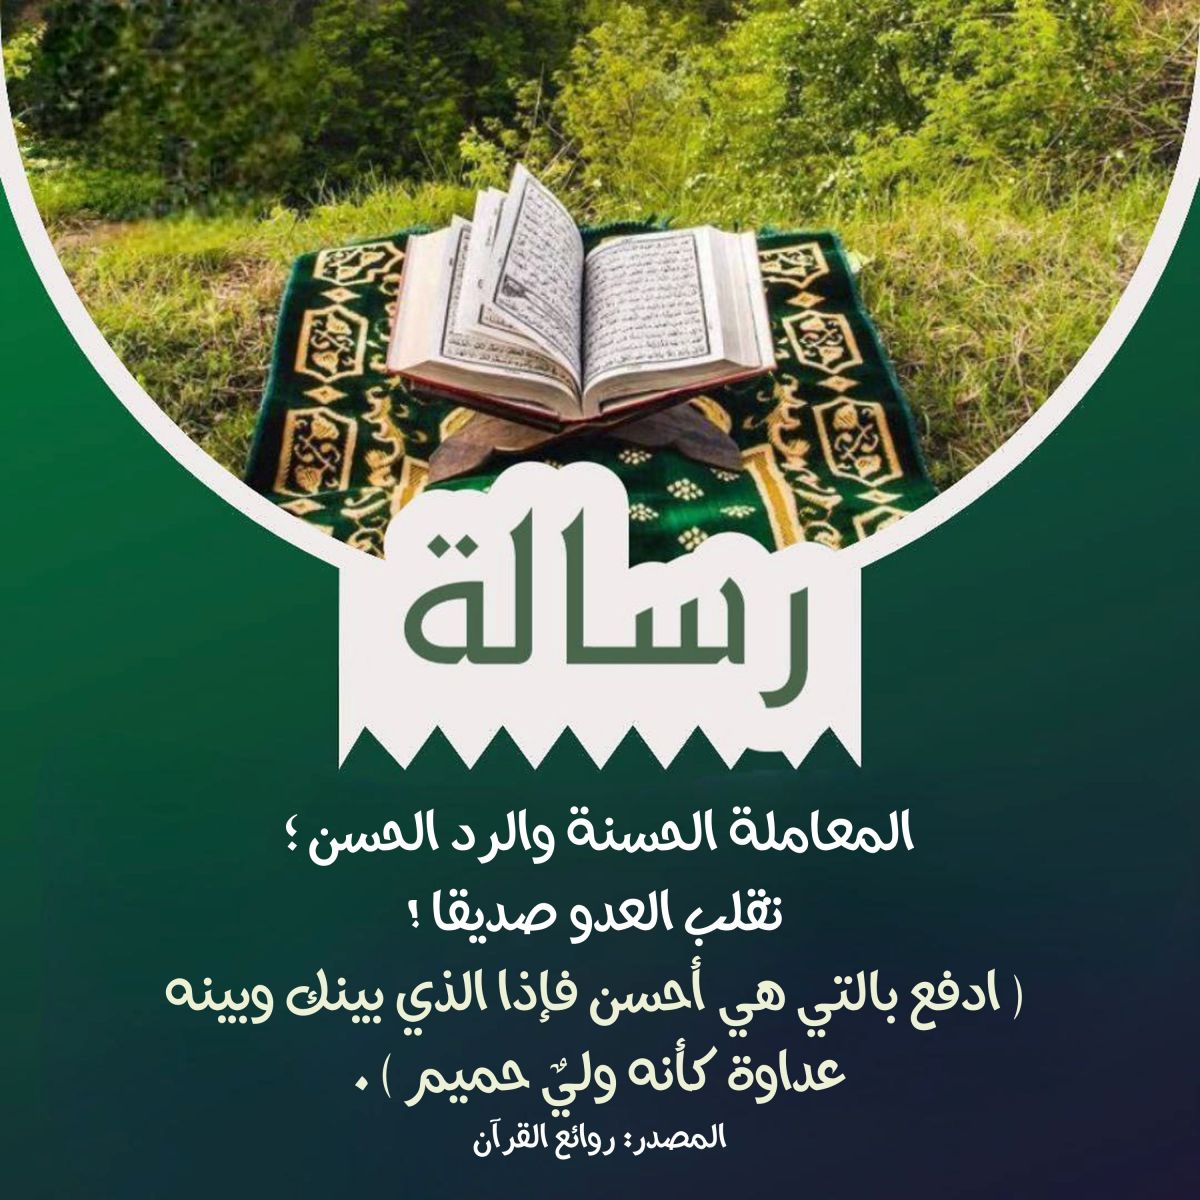 رسالة
المعاملة الحسنة والرد الحسن ؛
تقلب العدو صديقا !
( ادفع بالتي هي أحسن فإذا الذي بينك وبينه
عداوة كأنه وليٌ حميم ) .
المصدر: روائع القرآن